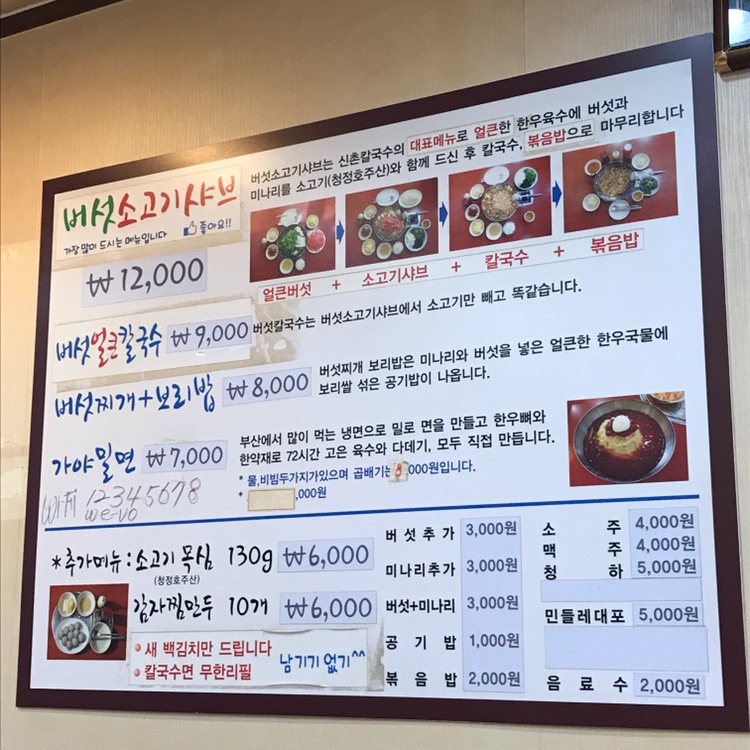 버섯소고기샤브는 신촌칼국수의 대표메뉴로 얼큰한 한우육수에 버섯과
미나리를 소고기(청정호주산)와 함께 드신 후 칼국수, 볶음밥으로 마무리합니다
버섯소고기샤브
가장 많이 드시는 메뉴입니다 좋아요!!
₩12,000
얼큰버섯 + 소고기샤브 + 칼국수 + 볶음밥
버섯얼큰칼국수 ₩9,000 버섯칼국수는 버섯소고기샤브에서 소고기만 빼고 똑같습니다.
버섯찌개+보리밥 ₩8,000
버섯찌개 보리밥은 미나리와 버섯을 넣은 얼큰한 한우국물에
보리쌀 섞은 공기밥이 나옵니다.
가야밀면 ₩7,000
부산에서 많이 먹는 냉면으로 밀로 면을 만들고 한우뼈와
한약재로 72시간 고은 육수와 다데기, 모두 직접 만듭니다.
* 물,비빔두가지가있으며 곱배기는 000원입니다.
* ,000원
WiFi 12345678
we-vo
*추가메뉴: 소고기 목심 130g ₩6,000
(청정호주산)
감자찜만두 10개 ₩6,000
• 새 백김치만 드립니다
• 칼국수면 무한리필
남기기 없기^^
버섯추가 3,000원
미나리추가 3,000원
버섯+미나리 3,000원
공기밥 1,000원
볶음밥 2,000원
소주 4,000원
맥주 4,000원
청하 5,000원
민들레대포 5,000원
음료수 2,000원